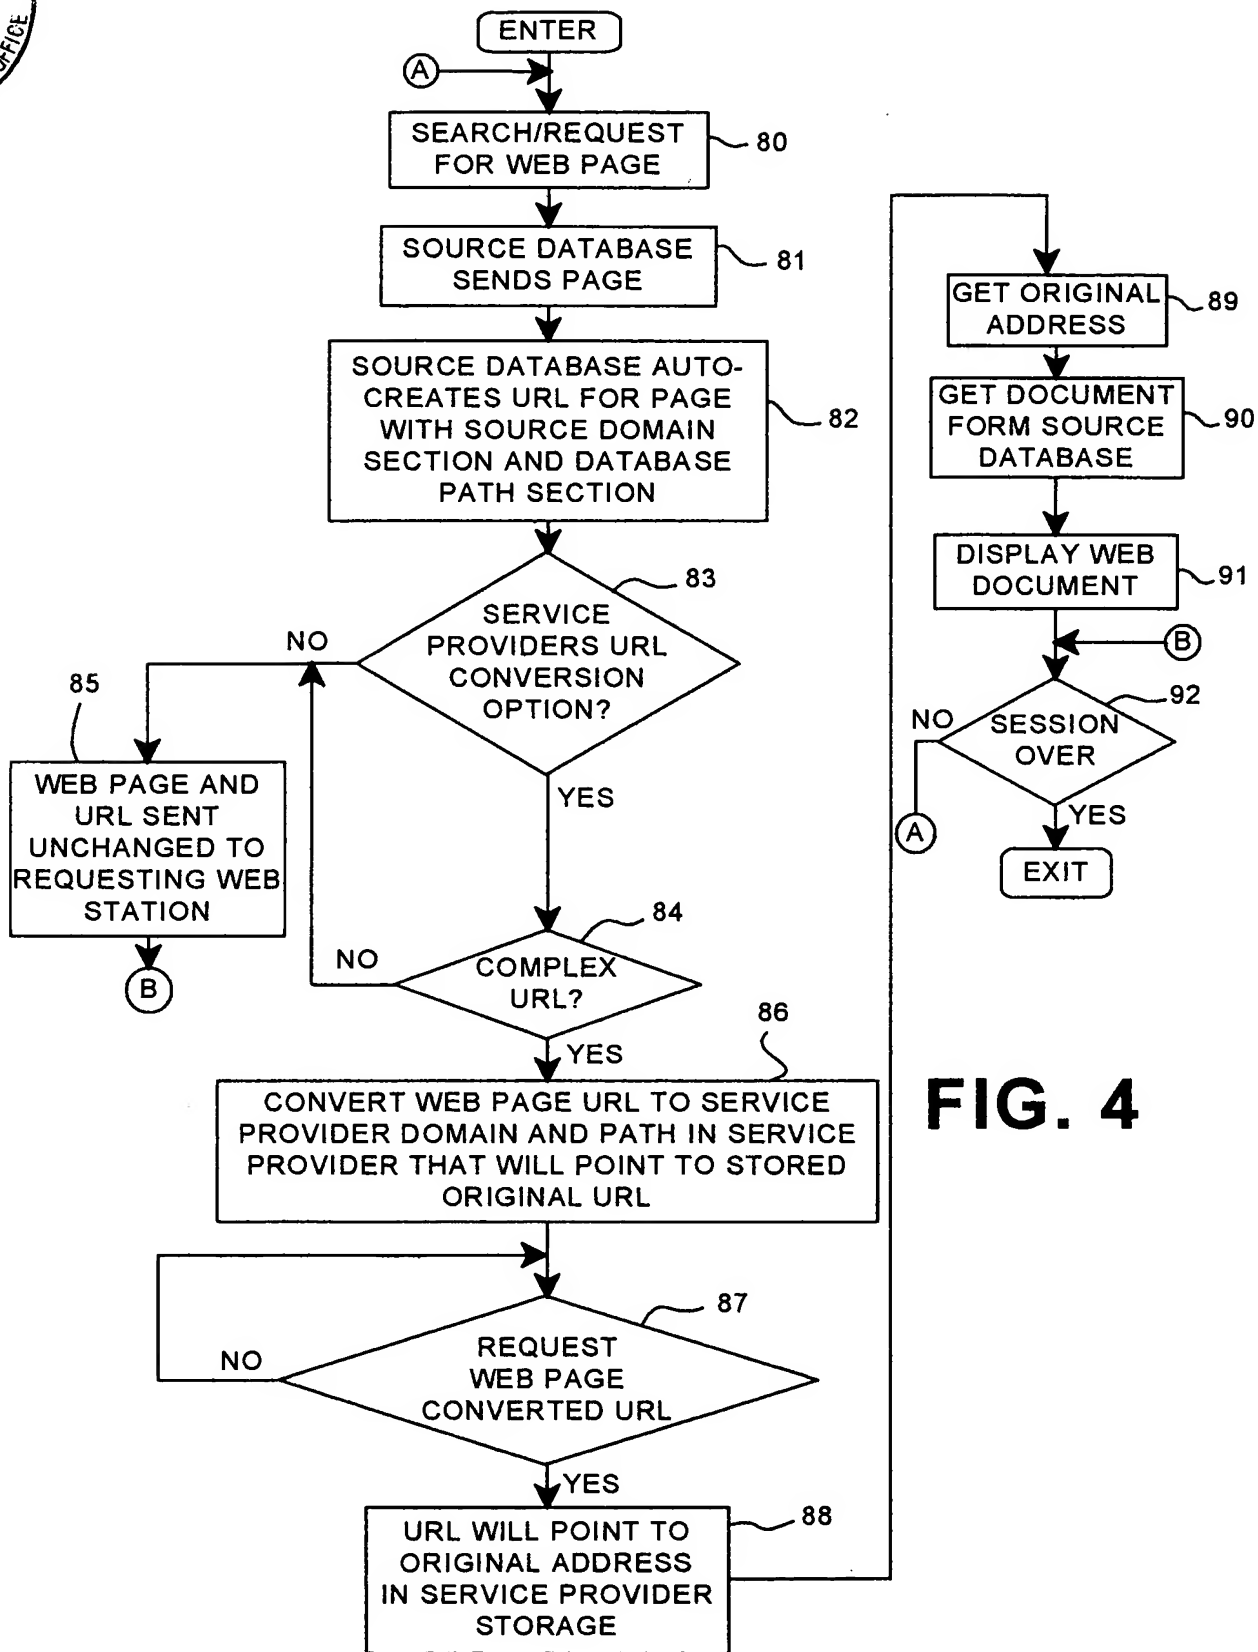 OFFICE
ENTER
A
SEARCH/REQUEST
FOR WEB PAGE
80
SOURCE DATABASE
SENDS PAGE
81
SOURCE DATABASE AUTO-
CREATES URL FOR PAGE
WITH SOURCE DOMAIN
SECTION AND DATABASE
PATH SECTION
82
SERVICE
PROVIDERS URL
CONVERSION
OPTION?
83
NO
YES
85
WEB PAGE AND
URL SENT
UNCHANGED TO
REQUESTING WEB
STATION
B
COMPLEX
URL?
84
NO
YES
86
CONVERT WEB PAGE URL TO SERVICE
PROVIDER DOMAIN AND PATH IN SERVICE
PROVIDER THAT WILL POINT TO STORED
ORIGINAL URL
REQUEST
WEB PAGE
CONVERTED URL
87
NO
YES
URL WILL POINT TO
ORIGINAL ADDRESS
IN SERVICE PROVIDER
STORAGE
88
GET ORIGINAL
ADDRESS
89
GET DOCUMENT
FORM SOURCE
DATABASE
90
DISPLAY WEB
DOCUMENT
91
B
SESSION
OVER
92
NO
A
YES
EXIT
FIG. 4